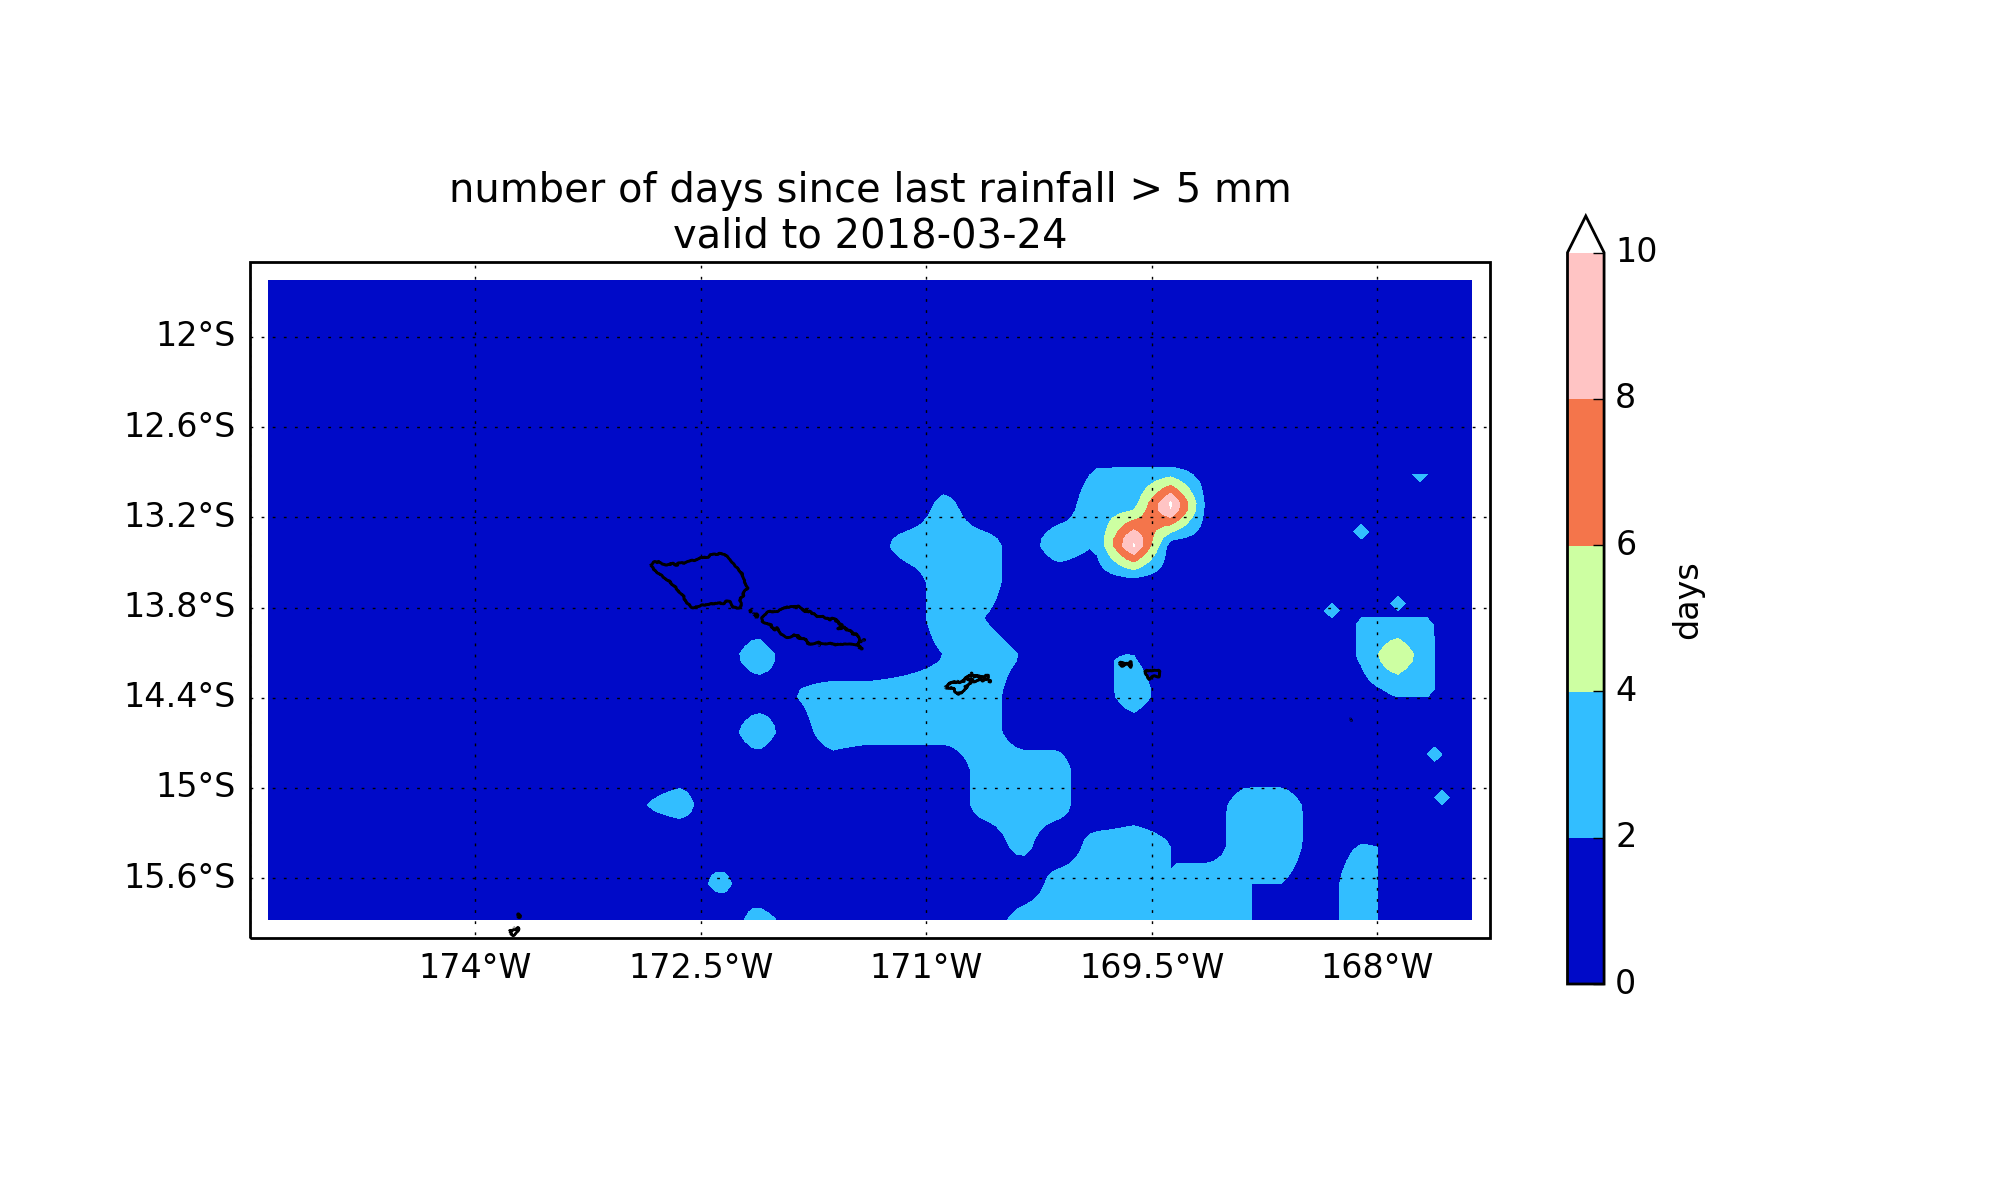 number of days since last rainfall > 5 mm
valid to 2018-03-24
12°S
12.6°S
13.2°S
13.8°S
14.4°S
15°S
15.6°S
174°W
172.5°W
171°W
169.5°W
168°W
10
8
6
4
2
0
days